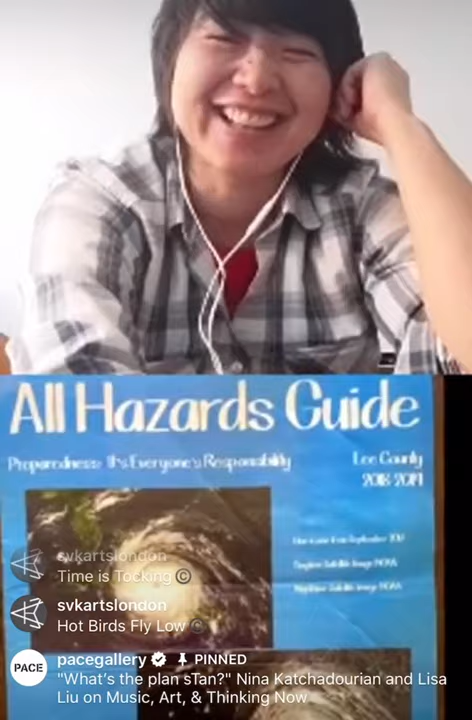 All Hazards Guide
Preparedness: It's Everyone's Responsibility
Lee County
2018-2019
svkartslondon
Time is Tocking ©
svkartslondon
Hot Birds Fly Low ©
PACE
pacegallery PINNED
"What's the plan sTan?" Nina Katchadourian and Lisa
Liu on Music, Art, & Thinking Now